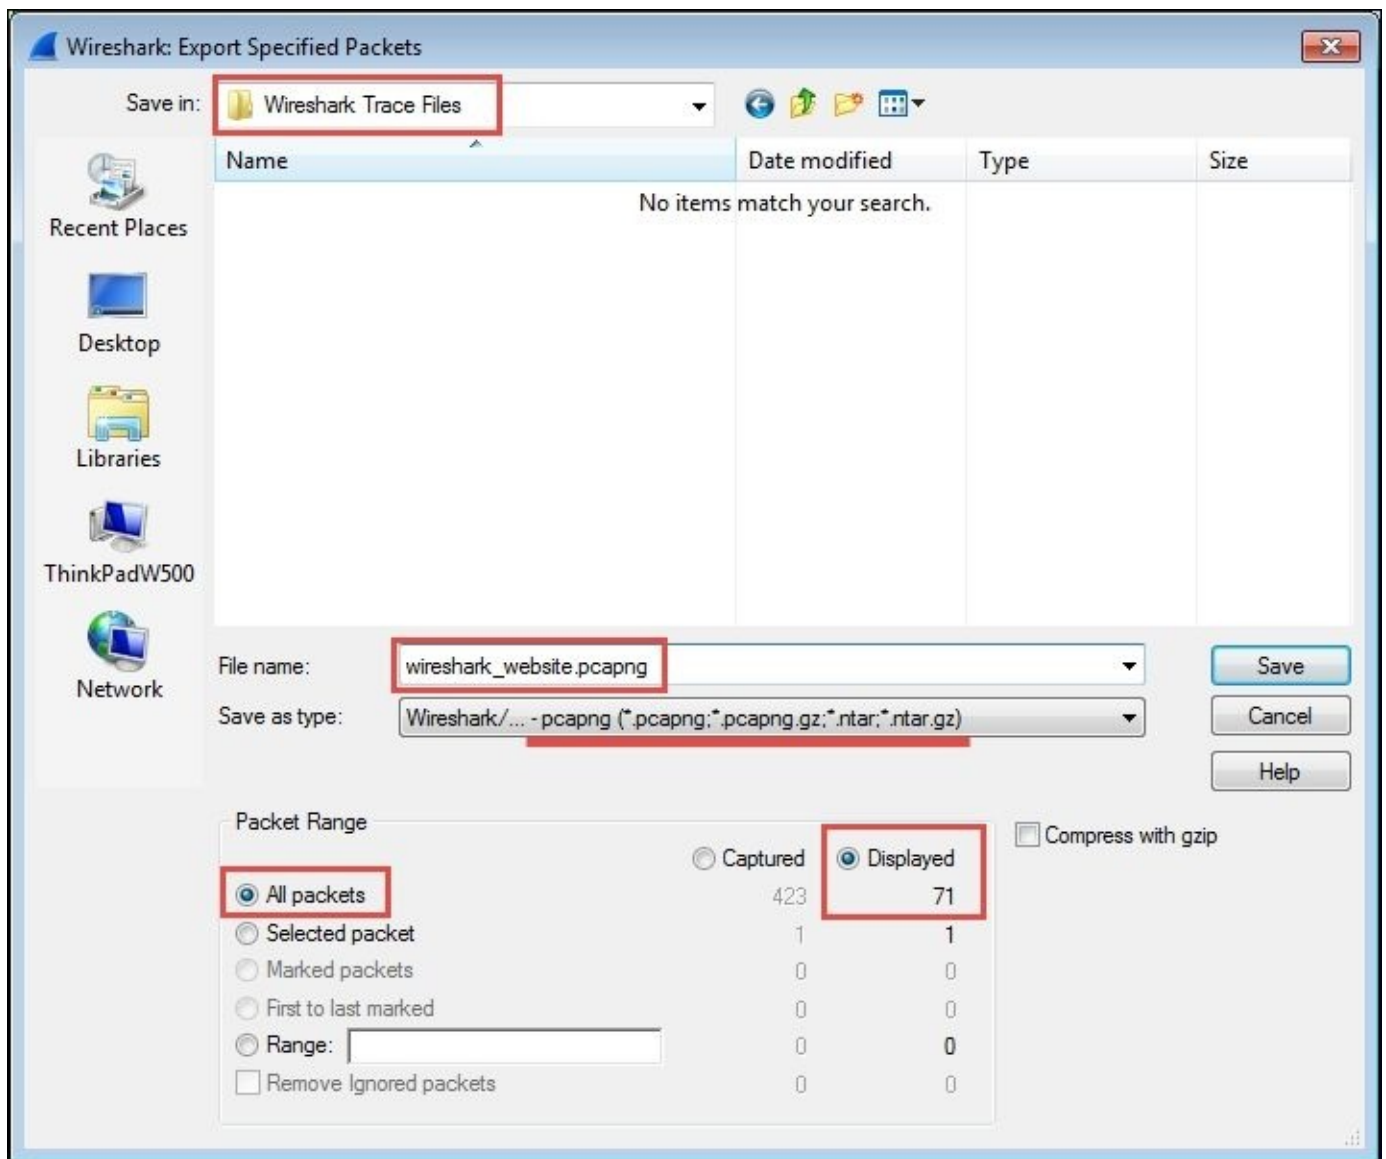 Wireshark: Export Specified Packets
Save in: Wireshark Trace Files
Name Date modified Type Size
No items match your search.
Recent Places
Desktop
Libraries
ThinkPadW500
Network
File name: wireshark_website.pcapng Save
Save as type: Wireshark/... - pcapng (*.pcapng;*.pcapng.gz;*.ntar;*.ntar.gz) Cancel
Help
Packet Range
Compress with gzip
Captured Displayed
All packets 423 71
Selected packet 1 1
Marked packets 0 0
First to last marked 0 0
Range: 0 0
Remove Ignored packets 0 0